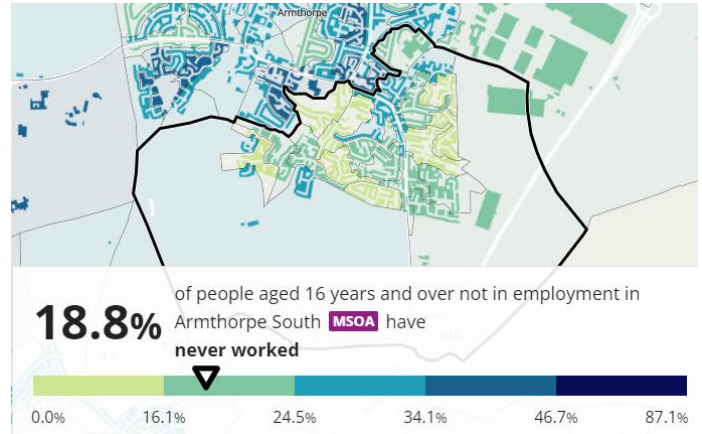 Armthorpe
of people aged 16 years and over not in employment in
18.8% Armthorpe South MSOA have
never worked
0.0% 16.1% 24.5% 34.1% 46.7% 87.1%